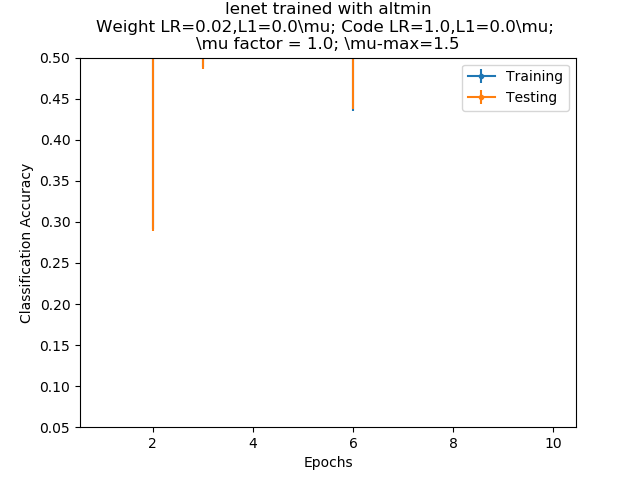 lenet trained with altmin
Weight LR=0.02,L1=0.0\mu; Code LR=1.0,L1=0.0\mu;
\mu factor = 1.0; \mu-max=1.5
Training
Testing
Classification Accuracy
0.50
0.45
0.40
0.35
0.30
0.25
0.20
0.15
0.10
0.05
2 4 6 8 10
Epochs